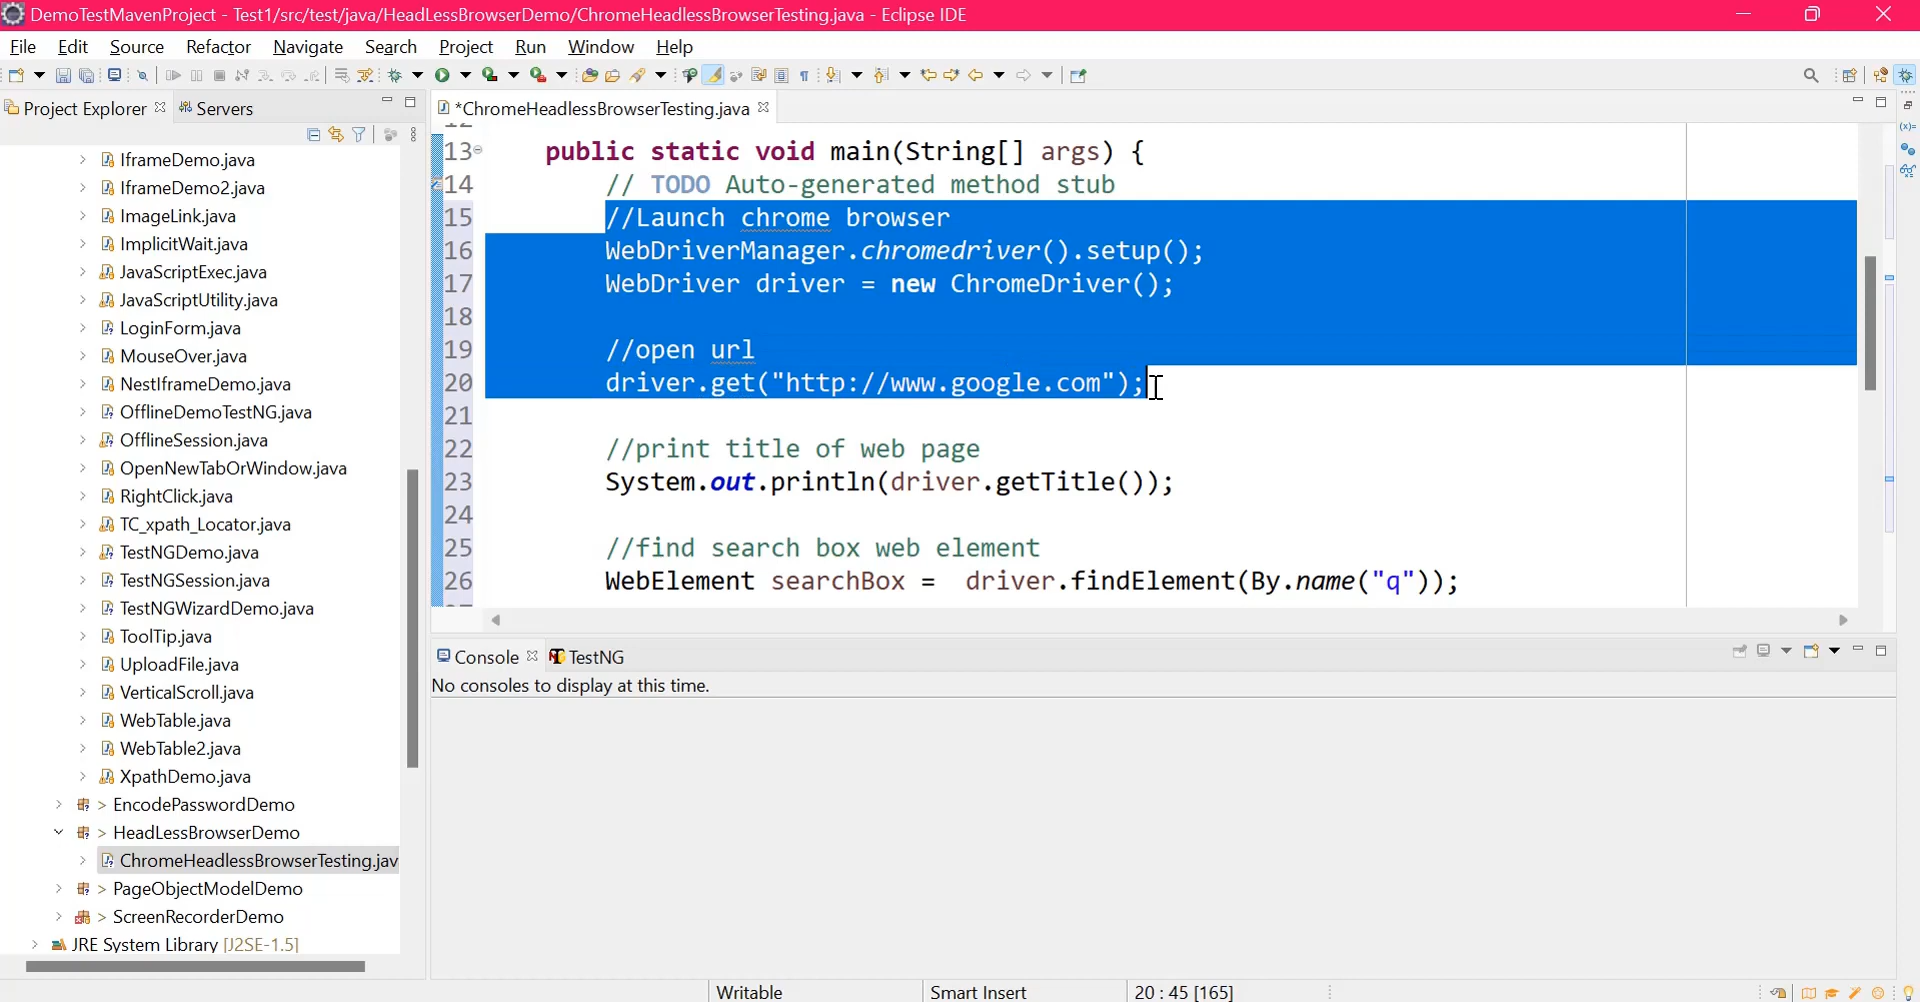 DemoTestMavenProject - Test1/src/test/java/HeadLessBrowserDemo/ChromeHeadlessBrowserTesting.java - Eclipse IDE
File Edit Source Refactor Navigate Search Project Run Window Help
Project Explorer Servers
IframeDemo.java
IframeDemo2.java
ImageLink.java
ImplicitWait.java
JavaScriptExec.java
JavaScriptUtility.java
LoginForm.java
MouseOver.java
NestIframeDemo.java
OfflineDemoTestNG.java
OfflineSession.java
OpenNewTabOrWindow.java
RightClick.java
TC_xpath_Locator.java
TestNGDemo.java
TestNGSession.java
TestNGWizardDemo.java
ToolTip.java
UploadFile.java
VerticalScroll.java
WebTable.java
WebTable2.java
XpathDemo.java
> EncodePasswordDemo
> HeadLessBrowserDemo
ChromeHeadlessBrowserTesting.jav
> PageObjectModelDemo
> ScreenRecorderDemo
JRE System Library [J2SE-1.5]
*ChromeHeadlessBrowserTesting.java
12
13 public static void main(String[] args) {
14 // TODO Auto-generated method stub
15 //Launch chrome browser
16 WebDriverManager.chromedriver().setup();
17 WebDriver driver = new ChromeDriver();
18
19 //open url
20 driver.get("http://www.google.com");
21
22 //print title of web page
23 System.out.println(driver.getTitle());
24
25 //find search box web element
26 WebElement searchBox =  driver.findElement(By.name("q"));
Console TestNG
No consoles to display at this time.
Writable Smart Insert 20 : 45 [165]